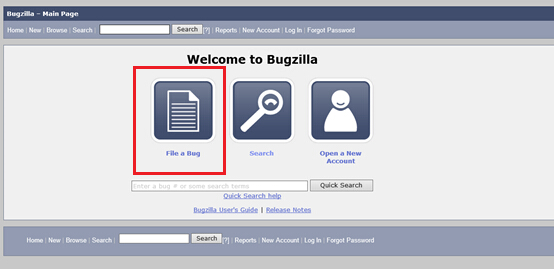 Bugzilla – Main Page
Home | New | Browse | Search | Search [?] | Reports | New Account | Log In | Forgot Password
Welcome to Bugzilla
File a Bug Search Open a New
Account
Enter a bug # or some search terms Quick Search
Quick Search help
Bugzilla User's Guide | Release Notes
Home | New | Browse | Search | Search [?] | Reports | New Account | Log In | Forgot Password